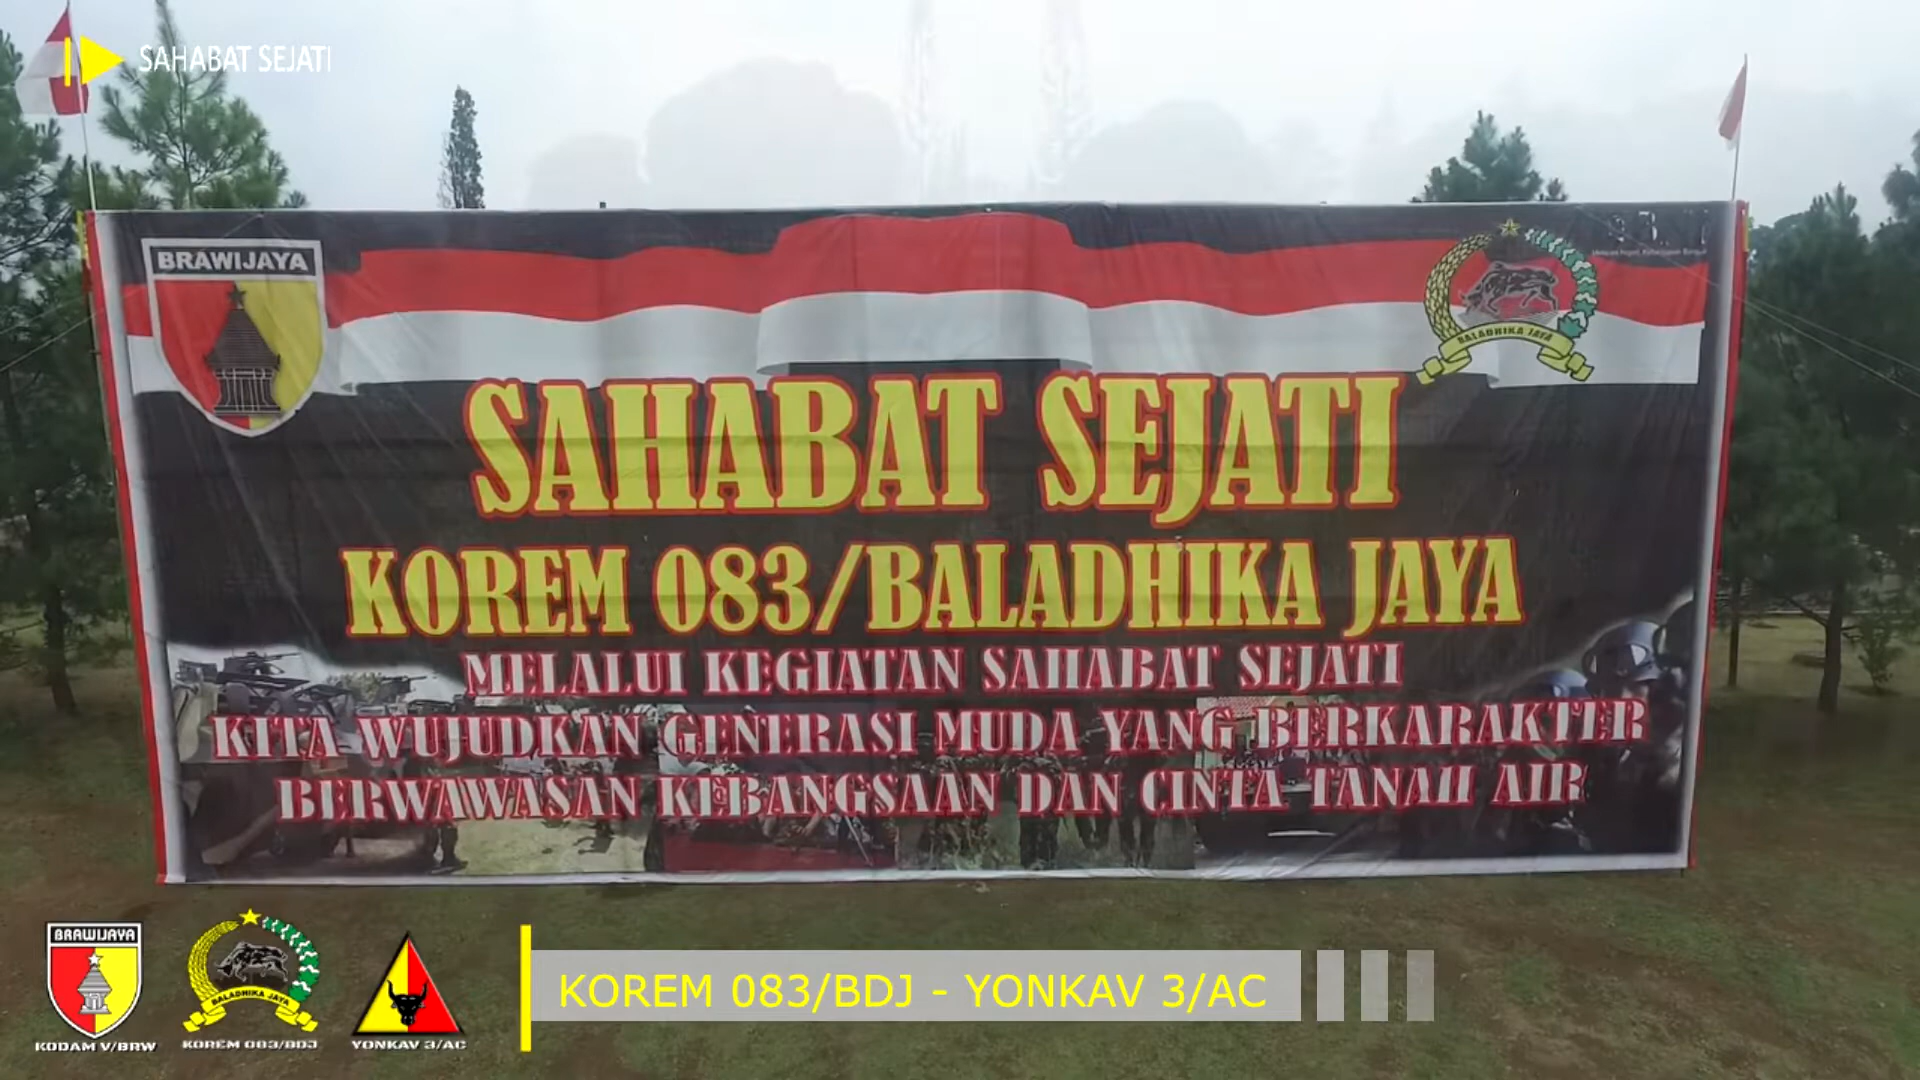 SAHABAT SEJATI
BRAWIJAYA
BALADHIKA JAYA
SAHABAT SEJATI
KOREM 083/BALADHIKA JAYA
MELALUI KEGIATAN SAHABAT SEJATI
KITA WUJUDKAN GENERASI MUDA YANG BERKARAKTER
BERWAWASAN KEBANGSAAN DAN CINTA TANAH AIR
BRAWIJAYA
BALADHIKA JAYA
KODAM V/BRW
KOREM 083/BDJ
YONKAV 3/AC
KOREM 083/BDJ - YONKAV 3/AC